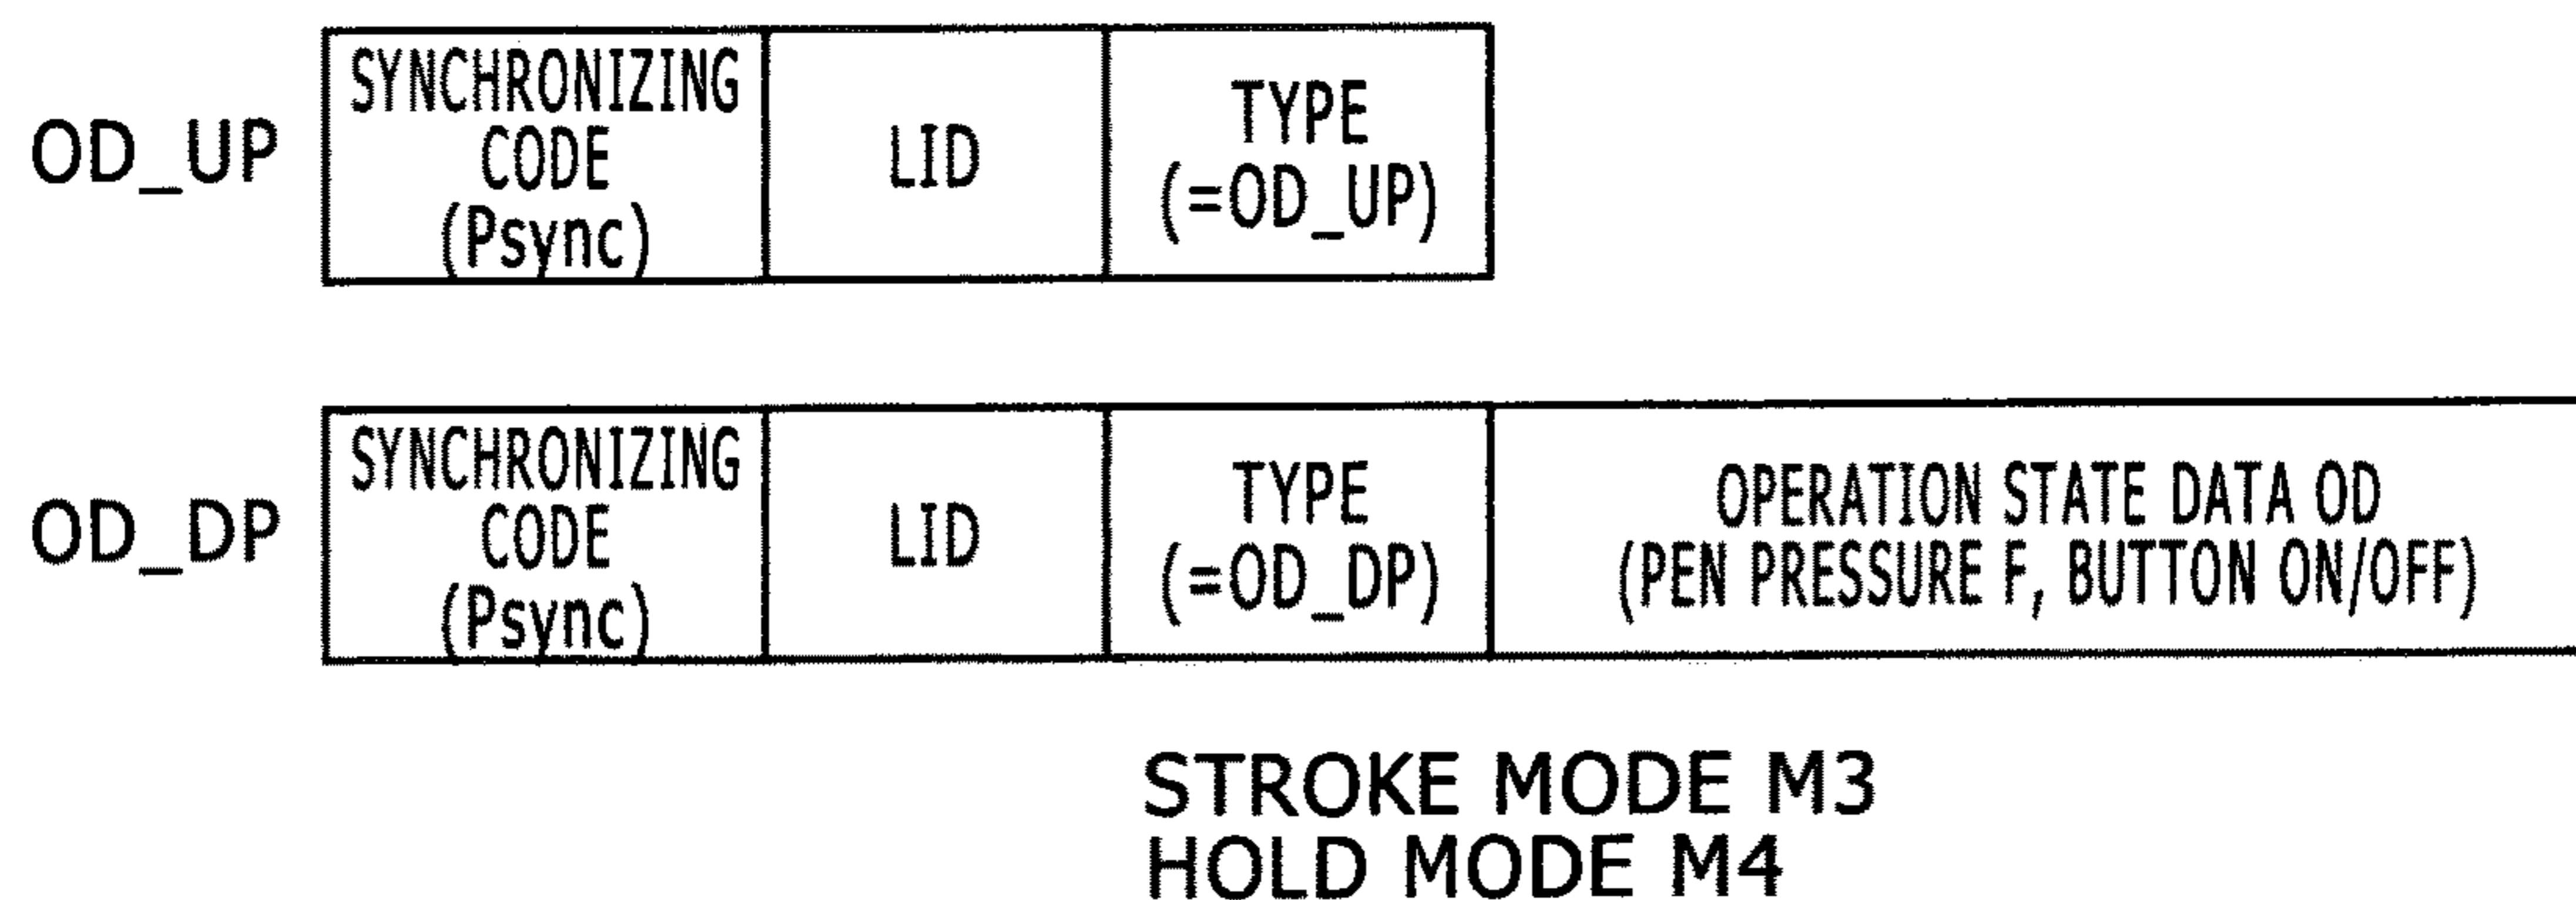 OD_UP
SYNCHRONIZING
CODE
(Psync)
LID
TYPE
(=OD_UP)
OD_DP
SYNCHRONIZING
CODE
(Psync)
LID
TYPE
(=OD_DP)
OPERATION STATE DATA OD
(PEN PRESSURE F, BUTTON ON/OFF)
STROKE MODE M3
HOLD MODE M4